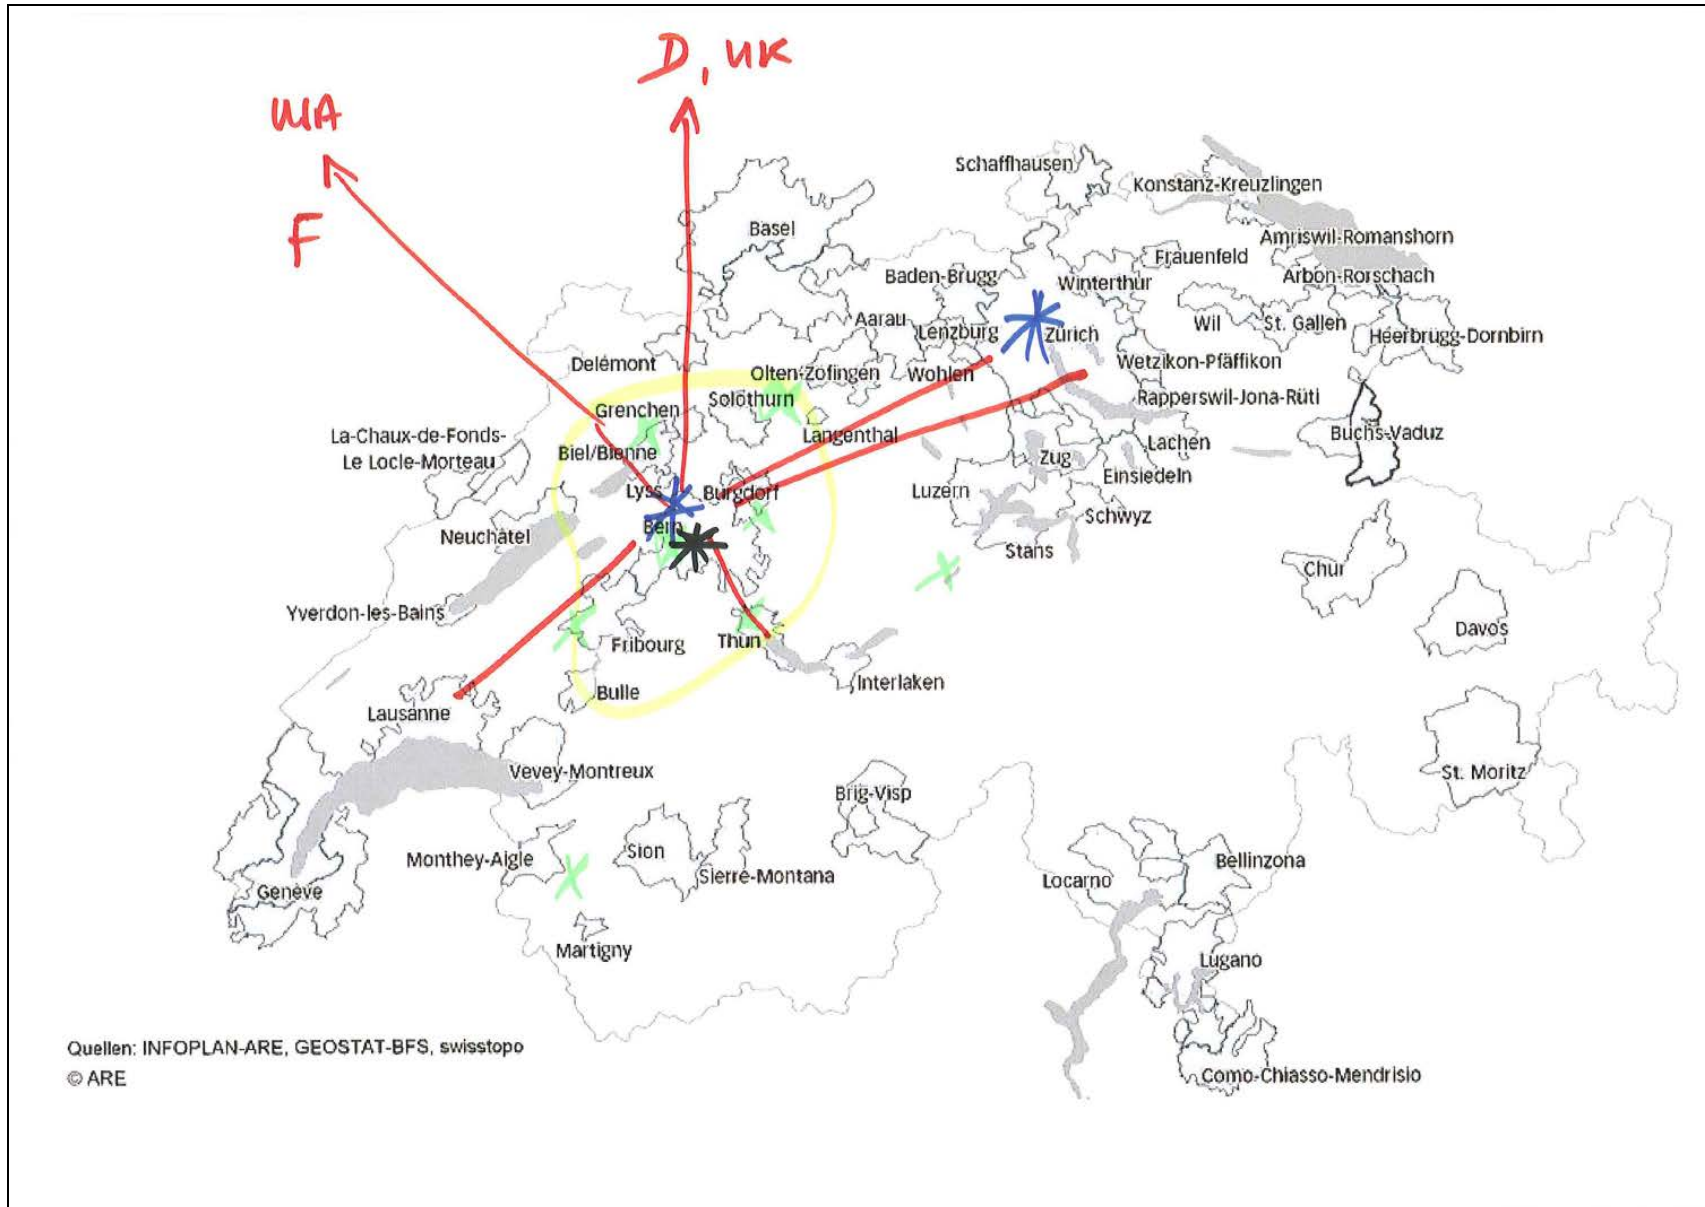 D, UK
F
Schaffhausen
Konstanz-Kreuzlingen
Basel
Amriswil-Romanshorn
Frauenfeld
Baden-Brugg
Winterthur
Arbon-Rorschach
Aarau
Lenzburg
Zürich
Wil
St. Gallen
Heerbrugg-Dornbirn
Delémont
Olten-Zofingen
Wohlen
Wetzikon-Pfäffikon
Solothurn
Rapperswil-Jona-Rüti
Grenchen
La-Chaux-de-Fonds-
Le Locle-Morteau
Langenthal
Lachen
Buchs-Vaduz
Biel/Bienne
Zug
Einsiedeln
Lyss
Burgdorf
Luzern
Schwyz
Bern
Neuchâtel
Stans
Chur
Yverdon-les-Bains
Davos
Fribourg
Thun
Interlaken
Bulle
Lausanne
Vevey-Montreux
St. Moritz
Brig-Visp
Monthey-Aigle
Sion
Sierre-Montana
Bellinzona
Locarno
Genève
Martigny
Lugano
Quellen: INFOPLAN-ARE, GEOSTAT-BFS, swisstopo
© ARE
Como-Chiasso-Mendrisio